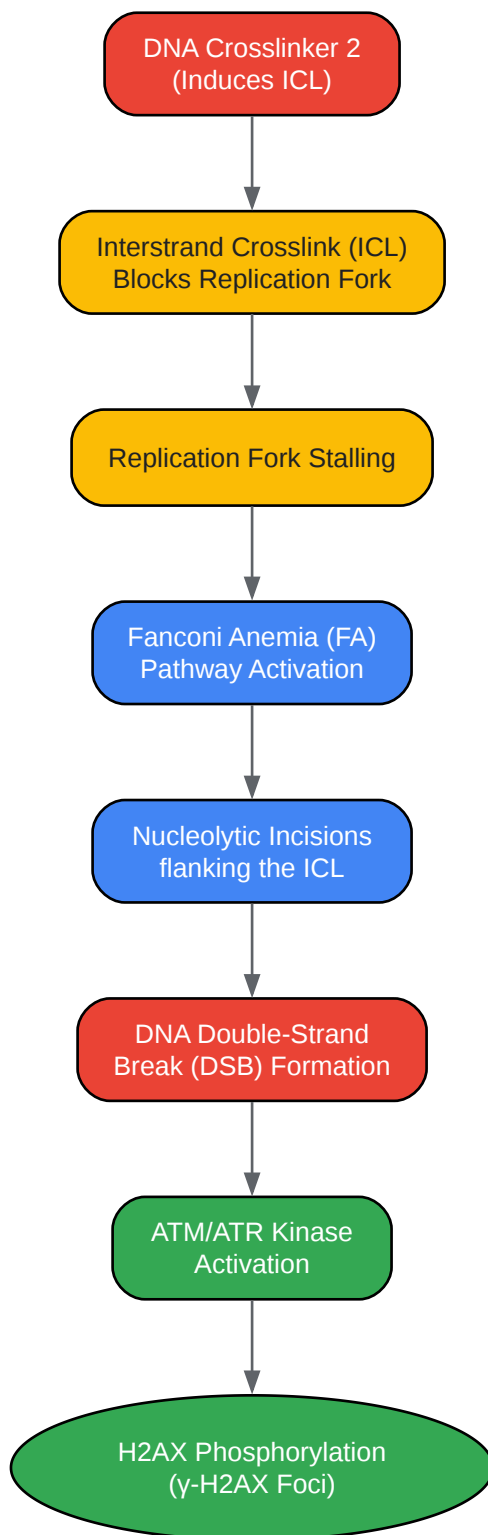 DNA Crosslinker 2
(Induces ICL)
Interstrand Crosslink (ICL)
Blocks Replication Fork
Replication Fork Stalling
Fanconi Anemia (FA)
Pathway Activation
Nucleolytic Incisions
flanking the ICL
DNA Double-Strand
Break (DSB) Formation
ATM/ATR Kinase
Activation
H2AX Phosphorylation
(γ-H2AX Foci)